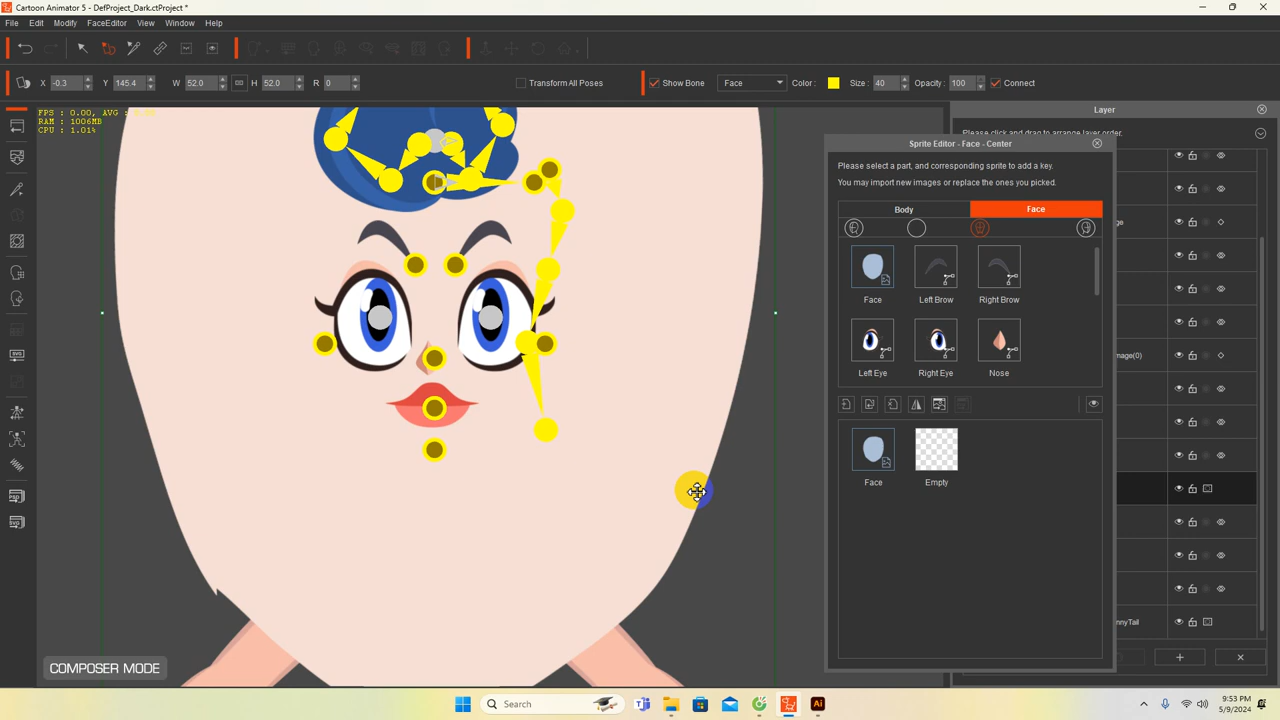 Cartoon Animator 5 - DefProject_Dark.ctProject *
File Edit Modify FaceEditor View Window Help
X -0.3 Y 145.4 W 52.0 H 52.0 R 0 Transform All Poses Show Bone Face Color : Size : 40 Opacity : 100 Connect
FPS : 0.00, AVG :
RAM : 1006MB
CPU : 1.01%
Layer
Please click and drag to arrange layer order.
Sprite Editor - Face - Center
Please select a part, and corresponding sprite to add a key.
You may import new images or replace the ones you picked.
Body Face
Face Left Brow Right Brow
Left Eye Right Eye Nose
Face Empty
mage(0)
nnyTail
COMPOSER MODE
Search
Ai
9:53 PM
5/9/2024